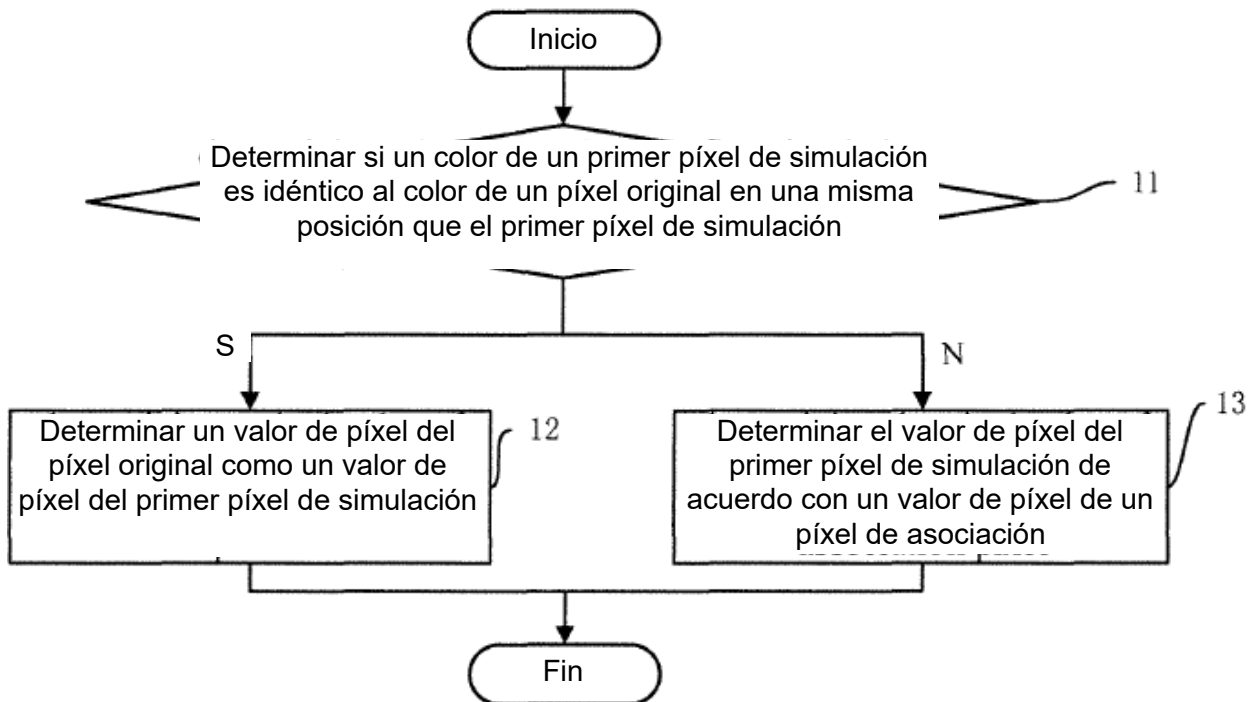 Inicio
Determinar si un color de un primer píxel de simulación
es idéntico al color de un píxel original en una misma
posición que el primer píxel de simulación
11
S
N
Determinar un valor de píxel del
píxel original como un valor de
píxel del primer píxel de simulación
12
Determinar el valor de píxel del
primer píxel de simulación de
acuerdo con un valor de píxel de un
píxel de asociación
13
Fin